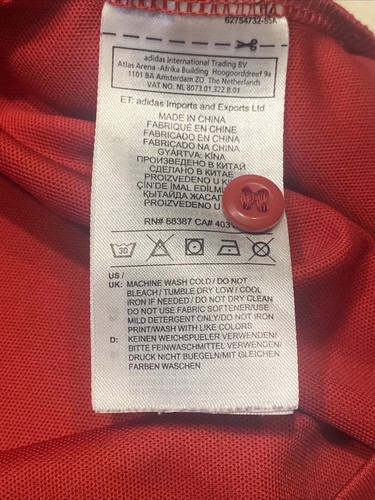 62754732-55A
adidas International Trading BV
Atlas Arena -Afrika Building Hoogoorddreef 9a
1101 BA Amsterdam ZO The Netherlands
VAT NO. NL 8073.01.322.B.01
ET: adidas Imports and Exports Ltd
MADE IN CHINA
FABRIQUÉ EN CHINE
FABRICADO EN CHINA
FABRICADO NA CHINA
GYÁRTVA: KÍNA
ПРОИЗВЕДЕНО В КИТАЙ
СДЕЛАНО В КИТАЕ
PROIZVEDENO U
ÇİN'DE İMAL EDİLM
ҚЫТАЙДА ЖАСАЛ
PROIZVEDENO U
RN# 88387 CA# 403
30
US /
UK: MACHINE WASH COLD/ DO NOT
BLEACH / TUMBLE DRY LOW / COOL
IRON IF NEEDED / DO NOT DRY CLEAN
DO NOT USE FABRIC SOFTENER/USE
MILD DETERGENT ONLY/DO NOT IRON
PRINT/WASH WITH LIKE COLORS
D: KEINEN WEICHSPUELER VERWENDEN/
BITTE FEINWASCHMITTEL VERWENDEN/
DRUCK NICHT BUEGELN/MIT GLEICHEN
FARBEN WASCHEN